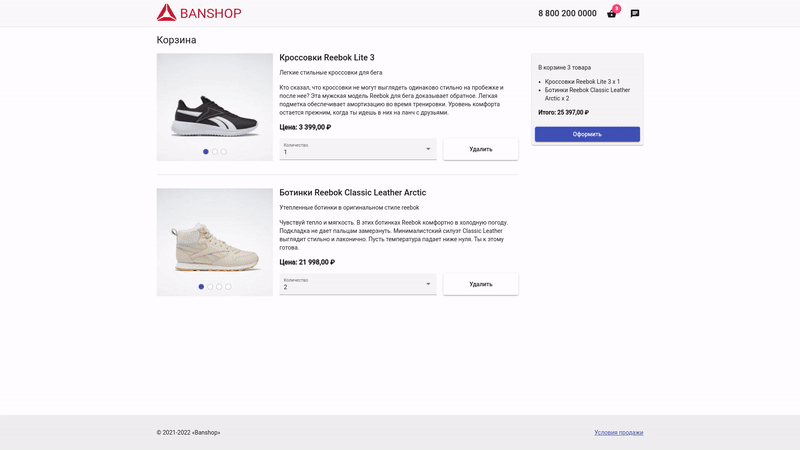 BANSHOP
8 800 200 0000
3
Корзина
Кроссовки Reebok Lite 3
Легкие стильные кроссовки для бега
Кто сказал, что кроссовки не могут выглядеть одинаково стильно на пробежке и
после нее? Эта мужская модель Reebok для бега доказывает обратное. Легкая
подметка обеспечивает амортизацию во время тренировки. Уровень комфорта
остается прежним, когда ты идешь в них на ланч с друзьями.
Цена: 3 399,00 ₽
Количество
1
Удалить
Ботинки Reebok Classic Leather Arctic
Утепленные ботинки в оригинальном стиле reebok
Чувствуй тепло и мягкость. В этих ботинках Reebok комфортно в холодную погоду.
Подкладка не дает пальцам замерзнуть. Минималистский силуэт Classic Leather
выглядит стильно и лаконично. Пусть температура падает ниже нуля. Ты к этому
готова.
Цена: 21 998,00 ₽
Количество
2
Удалить
В корзине 3 товара
Кроссовки Reebok Lite 3 x 1
Ботинки Reebok Classic Leather
Arctic x 2
Итого: 25 397,00 ₽
Оформить
© 2021-2022 «Banshop»
Условия продажи